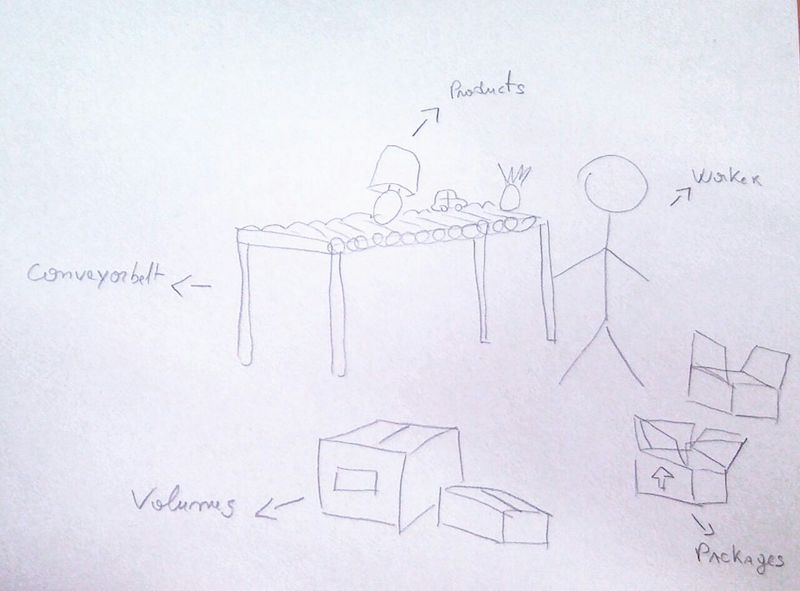 Products
Worker
Conveyorbelt
Volumes
Packages